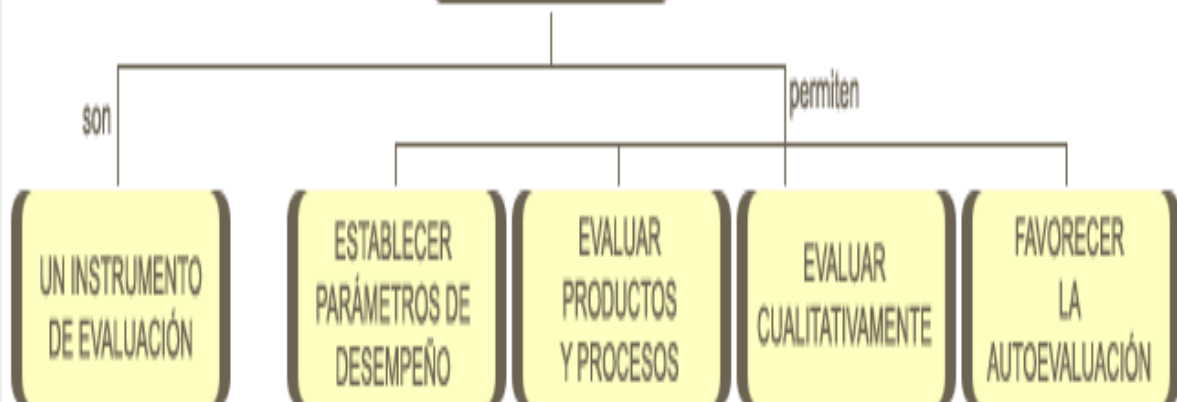 son
permiten
UN INSTRUMENTO
DE EVALUACIÓN
ESTABLECER
PARÁMETROS DE
DESEMPEÑO
EVALUAR
PRODUCTOS
Y PROCESOS
EVALUAR
CUALITATIVAMENTE
FAVORECER
LA
AUTOEVALUACIÓN